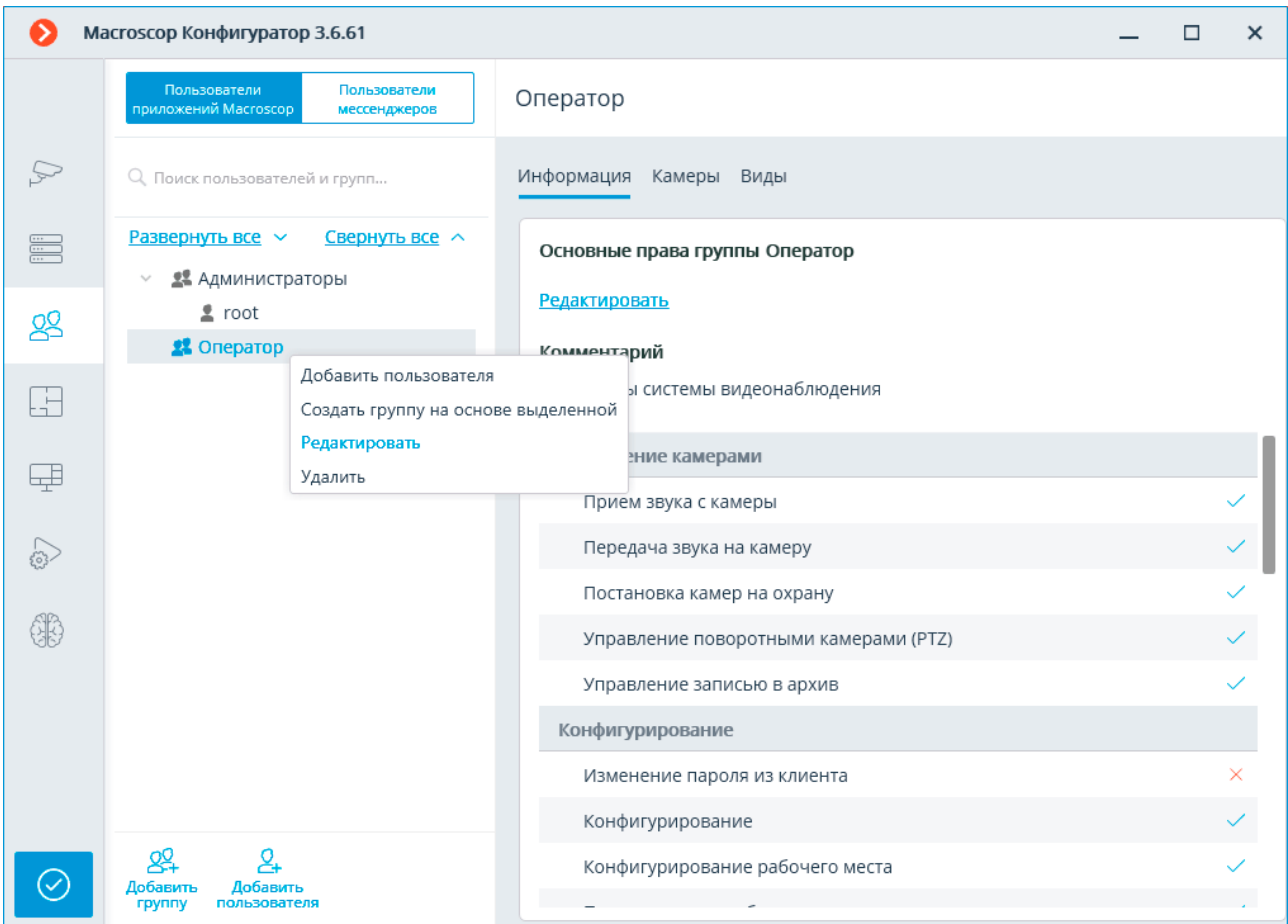 Macroscop Конфигуратор 3.6.61
Пользователи
приложений Macroscop
Пользователи
мессенджеров
Поиск пользователей и групп...
Развернуть все
Свернуть все
Администраторы
root
Оператор
Добавить пользователя
Создать группу на основе выделенной
Редактировать
Удалить
Добавить
группу
Добавить
пользователя
Оператор
Информация Камеры Виды
Основные права группы Оператор
Редактировать
Комментарий
системы видеонаблюдения
камерами
Прием звука с камеры
Передача звука на камеру
Постановка камер на охрану
Управление поворотными камерами (PTZ)
Управление записью в архив
Конфигурирование
Изменение пароля из клиента
Конфигурирование
Конфигурирование рабочего места